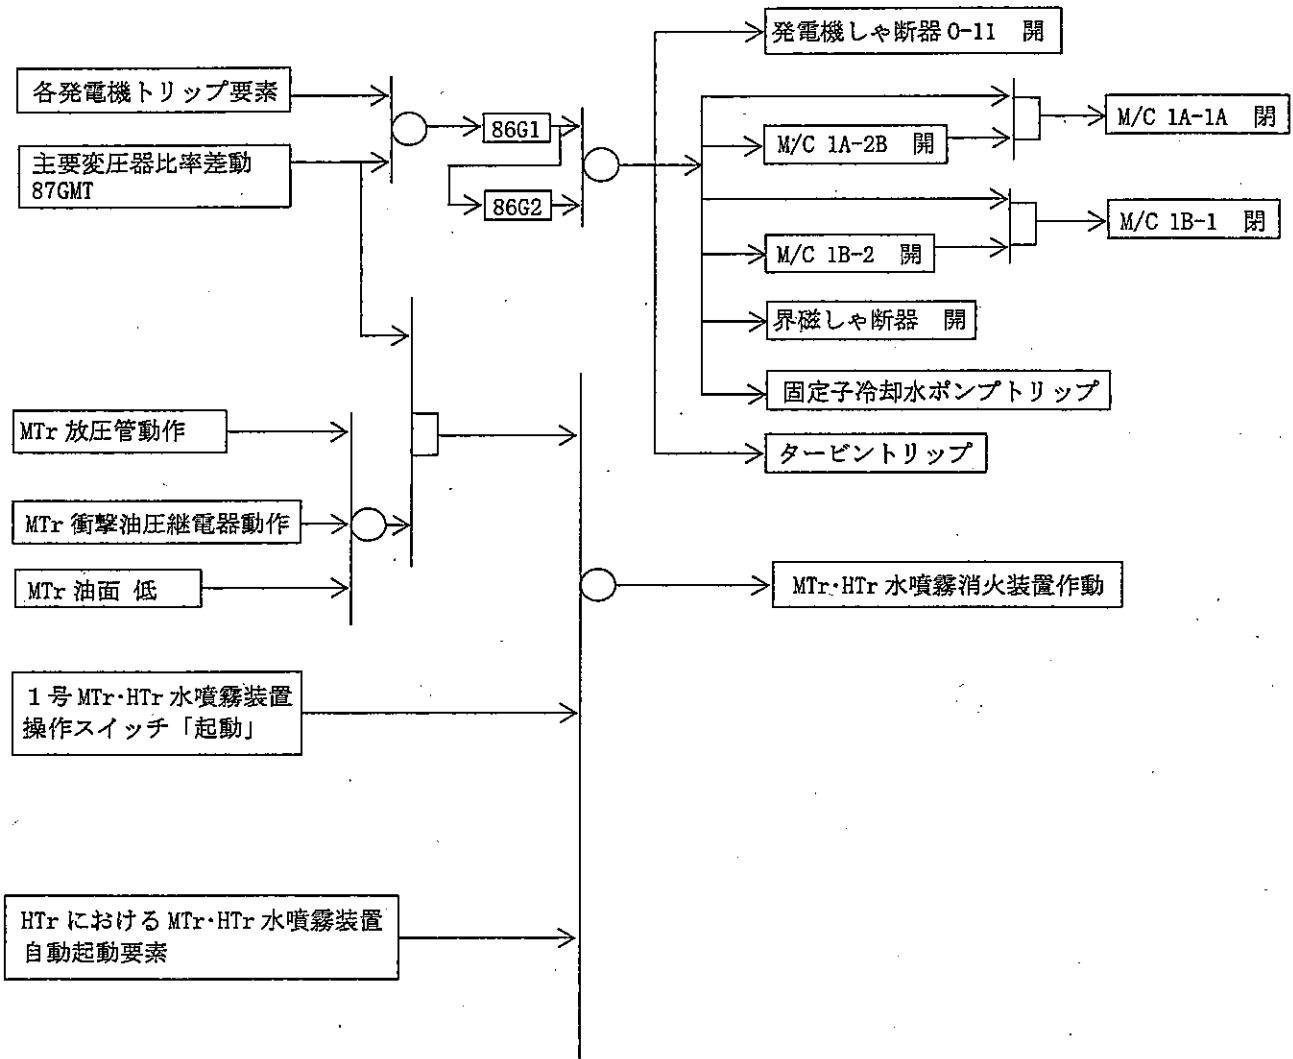 発電機しゃ断器 0-11 開
各発電機トリップ要素
86G1
M/C 1A-2B 開
M/C 1A-1A 閉
主要変圧器比率差動
87GMT
86G2
M/C 1B-2 開
M/C 1B-1 閉
界磁しゃ断器 開
固定子冷却水ポンプトリップ
MTr 放圧管動作
タービントリップ
MTr 衝撃油圧継電器動作
MTr 油面 低
MTr・HTr 水噴霧消火装置作動
1号 MTr・HTr 水噴霧装置
操作スイッチ「起動」
HTr における MTr・HTr 水噴霧装置
自動起動要素